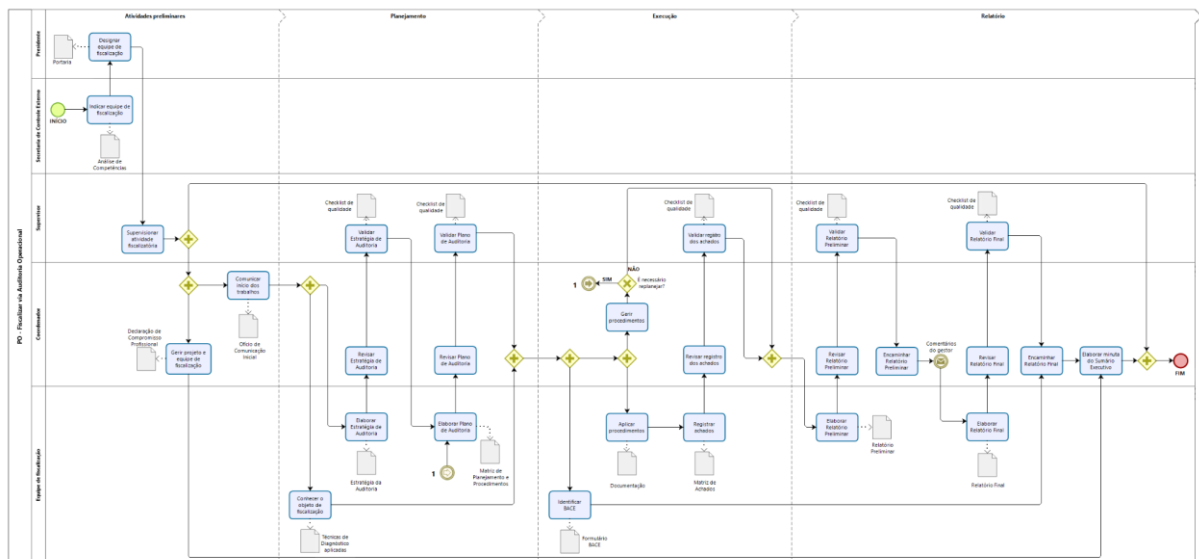 PO - Fiscalizar via Auditoria Operacional
Atividades preliminares
Planejamento
Execução
Relatório
Presidente
Designar
equipe de
fiscalização
Portaria
Secretaria de Controle Externo
INÍCIO
Indicar equipe de
fiscalização
Análise de
Competências
Supervisor
Supervisionar
atividade
fiscalizatória
Checklist de
qualidade
Validar
Estratégia de
Auditoria
Checklist de
qualidade
Validar Plano
de Auditoria
Checklist de
qualidade
Validar registro
dos achados
Checklist de
qualidade
Validar
Relatório
Preliminar
Checklist de
qualidade
Validar
Relatório Final
Coordenador
Comunicar
início dos
trabalhos
Ofício de
Comunicação
Inicial
Declaração de
Compromisso
Profissional
Gerir projeto e
equipe de
fiscalização
Revisar
Estratégia de
Auditoria
Revisar Plano
de Auditoria
NÃO
SIM
1
É necessário
replanejar?
Gerir
procedimentos
Revisar registro
dos achados
Revisar
Relatório
Preliminar
Encaminhar
Relatório
Preliminar
Comentários
do gestor
Revisar
Relatório Final
Encaminhar
Relatório Final
Elaborar minuta
do Sumário
Executivo
FIM
Equipe de fiscalização
Elaborar
Estratégia de
Auditoria
Estratégia da
Auditoria
Elaborar Plano
de Auditoria
1
Matriz de
Planejamento e
Procedimentos
Conhecer o
objeto de
fiscalização
Técnicas de
Diagnóstico
aplicadas
Aplicar
procedimentos
Documentação
Registrar
achados
Matriz de
Achados
Identificar
BACE
Formulário
BACE
Elaborar
Relatório
Preliminar
Relatório
Preliminar
Elaborar
Relatório Final
Relatório Final